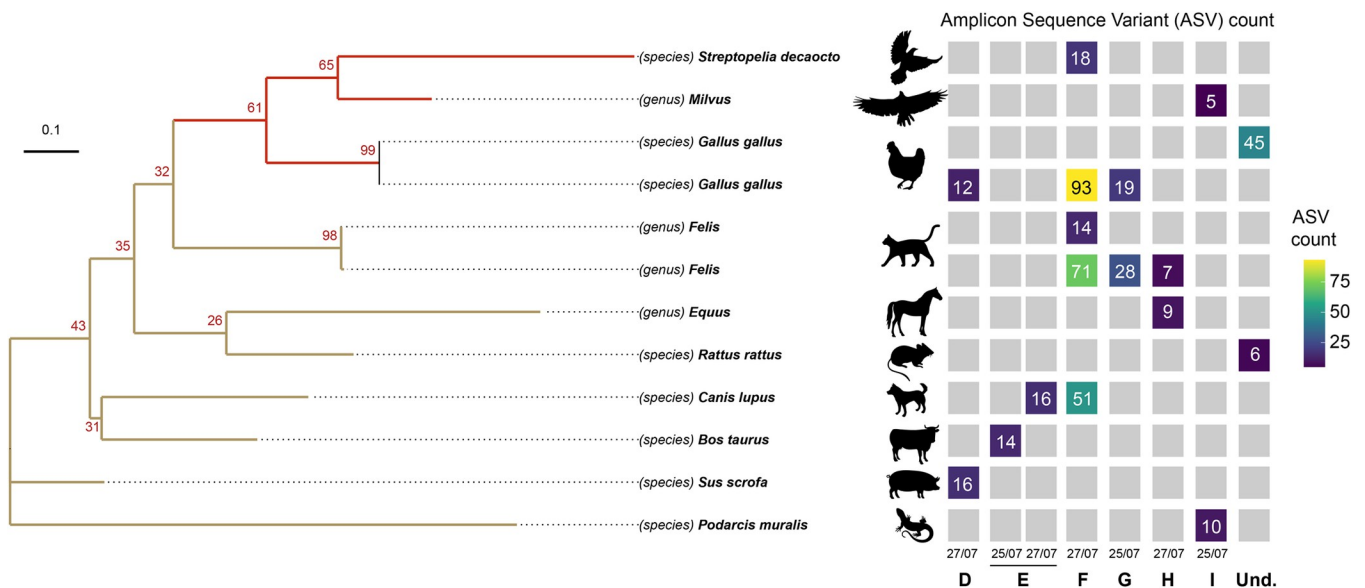 Amplicon Sequence Variant (ASV) count
(species) Streptopelia decaocto 18
65
(genus) Milvus 5
61
0.1
(species) Gallus gallus 45
99
32
(species) Gallus gallus 12 93 19
(genus) Felis 14
98
35
(genus) Felis 71 28 7
ASV
count
75
50
25
(genus) Equus 9
26
43
(species) Rattus rattus 6
(species) Canis lupus 16 51
31
(species) Bos taurus 14
(species) Sus scrofa 16
(species) Podarcis muralis 10
27/07 25/07 27/07 27/07 25/07 27/07 25/07
D E F G H I Und.